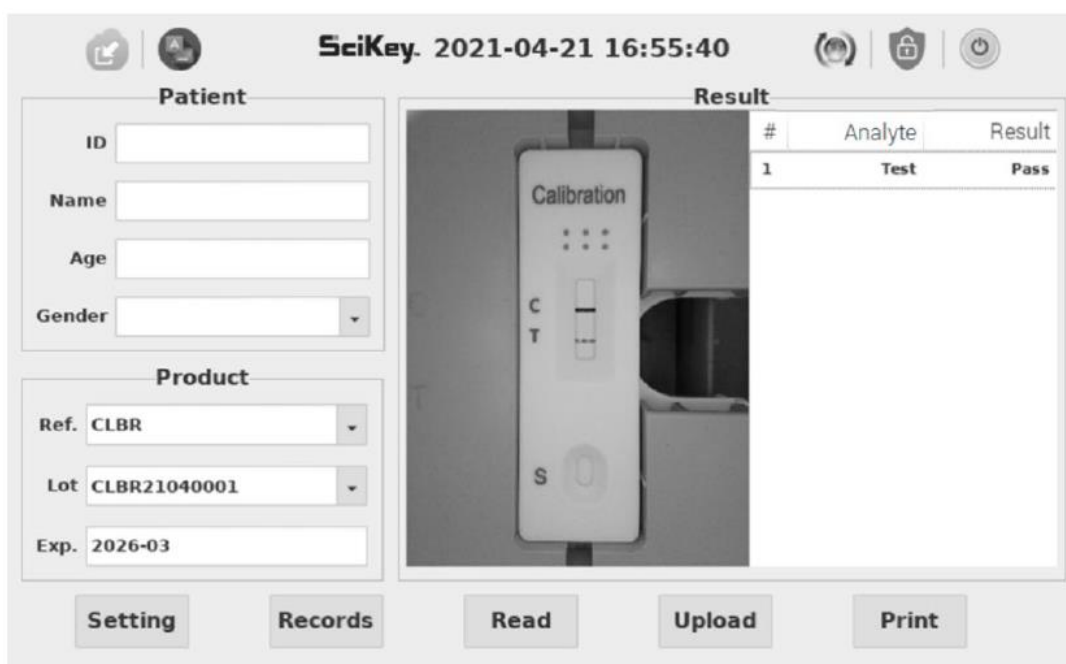 SciKey. 2021-04-21 16:55:40
Patient
ID
Name
Age
Gender
Product
Ref. CLBR
Lot CLBR21040001
Exp. 2026-03
Result
Calibration
C
T
S
# Analyte Result
1 Test Pass
Setting Records Read Upload Print